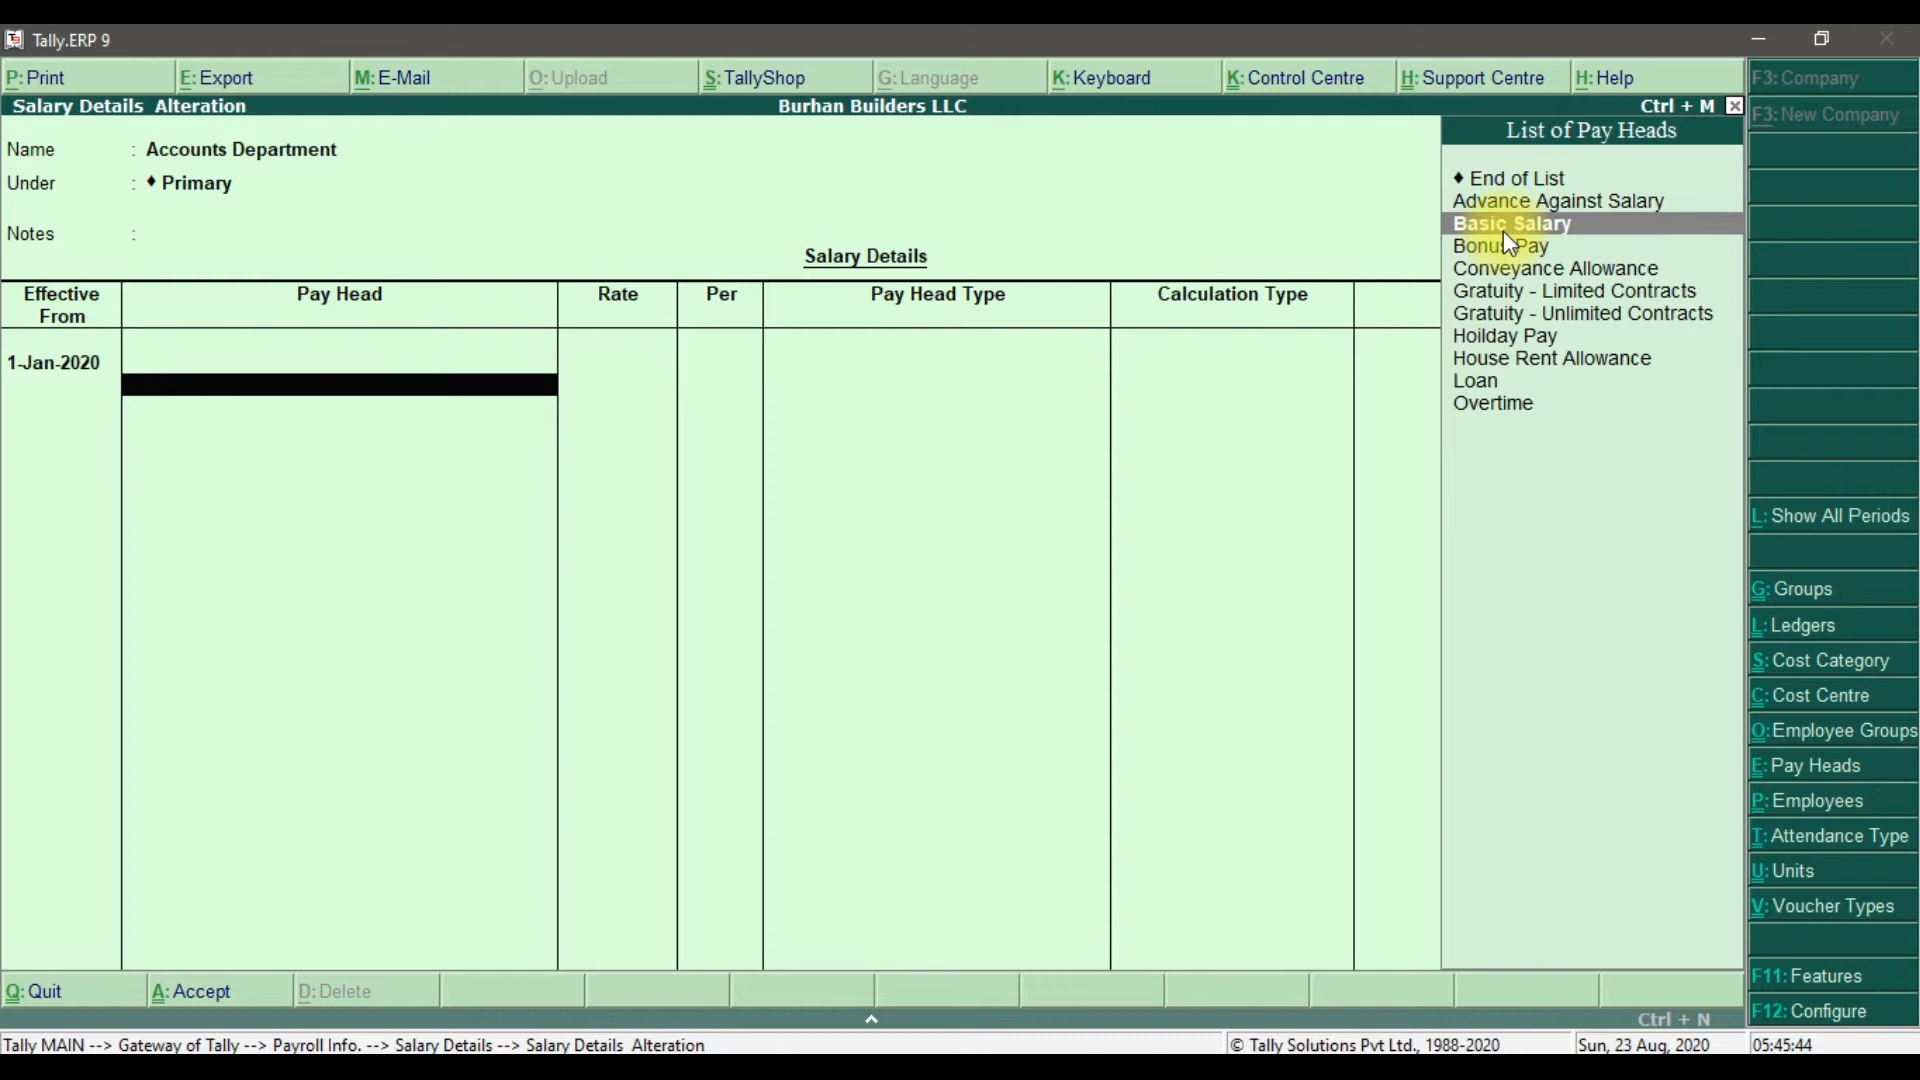 Tally.ERP 9
P: Print E: Export M: E-Mail O: Upload S: TallyShop G: Language K: Keyboard K: Control Centre H: Support Centre H: Help
F3: Company
Salary Details Alteration Burhan Builders LLC Ctrl + M
F3: New Company
Name : Accounts Department
Under : ♦ Primary
Notes :
Salary Details
Effective From Pay Head Rate Per Pay Head Type Calculation Type
1-Jan-2020
List of Pay Heads
♦ End of List
Advance Against Salary
Basic Salary
Bonus Pay
Conveyance Allowance
Gratuity - Limited Contracts
Gratuity - Unlimited Contracts
Hoilday Pay
House Rent Allowance
Loan
Overtime
L: Show All Periods
G: Groups
L: Ledgers
S: Cost Category
C: Cost Centre
O: Employee Groups
E: Pay Heads
P: Employees
T: Attendance Type
U: Units
V: Voucher Types
F11: Features
F12: Configure
Q: Quit A: Accept D: Delete
Ctrl + N
Tally MAIN --> Gateway of Tally --> Payroll Info. --> Salary Details --> Salary Details Alteration © Tally Solutions Pvt Ltd., 1988-2020 Sun, 23 Aug, 2020 05:45:44